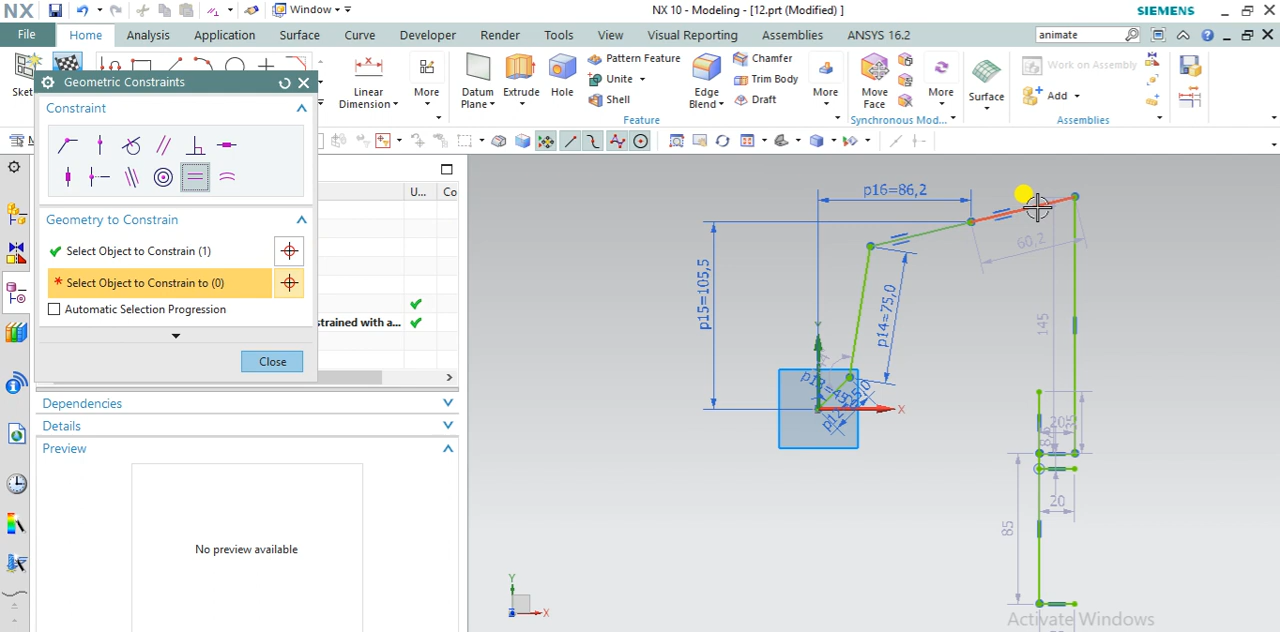 NX Window NX 10 - Modeling - [12.prt (Modified) ] SIEMENS
File Home Analysis Application Surface Curve Developer Render Tools View Visual Reporting Assemblies ANSYS 16.2 animate
Geometric Constraints
Constraint
Geometry to Constrain
Select Object to Constrain (1)
* Select Object to Constrain to (0)
Automatic Selection Progression
Close
Linear
Dimension
More
Datum
Plane
Extrude
Hole
Pattern Feature
Unite
Shell
Edge
Blend
Chamfer
Trim Body
Draft
More
Feature
Move
Face
More
Synchronous Mod...
Surface
Work on Assembly
Add
Assemblies
U... Co
strained with a...
Dependencies
Details
Preview
No preview available
p16=86,2
60,2
p15=105,5
p14=75,0
145
Y
X
20
85
20
Y
X
Activate Windows